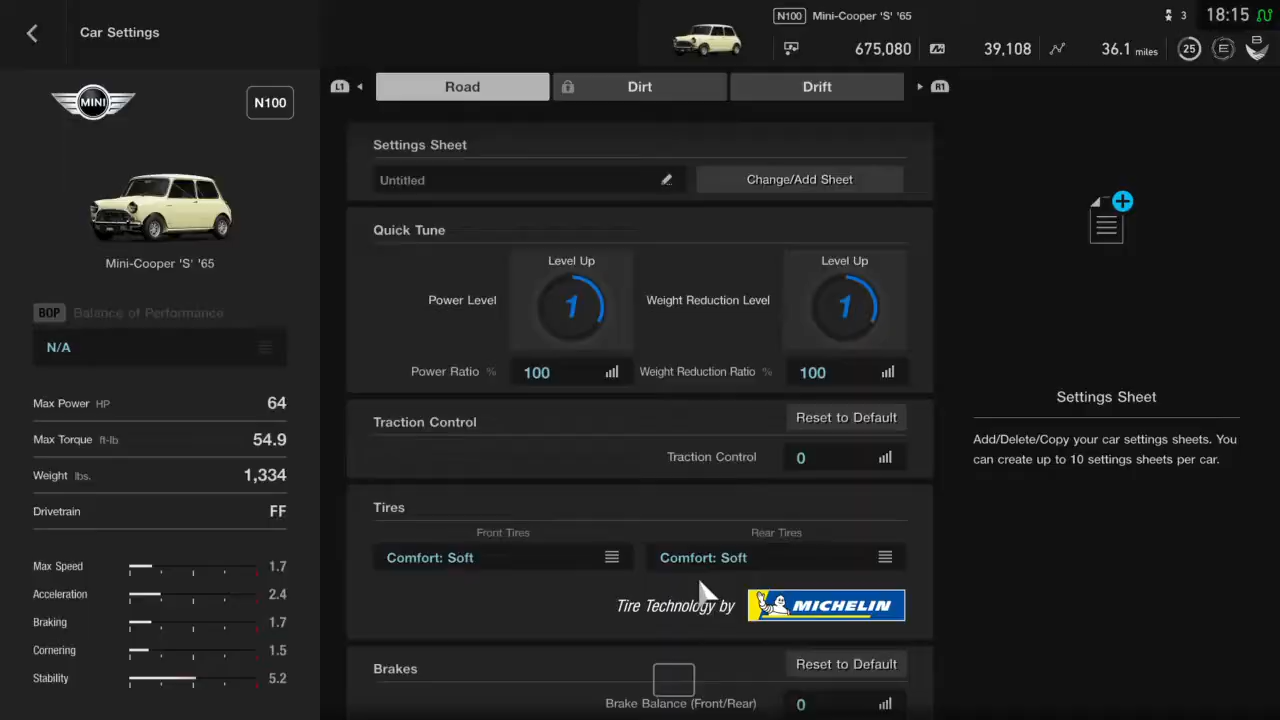 Car Settings
N100 Mini-Cooper 'S' '65
3 18:15
675,080 39,108 36.1 miles 25 E B
MINI
N100
Mini-Cooper 'S' '65
BOP Balance of Performance
N/A
Max Power HP 64
Max Torque ft-lb 54.9
Weight lbs. 1,334
Drivetrain FF
Max Speed 1.7
Acceleration 2.4
Braking 1.7
Cornering 1.5
Stability 5.2
L1 Road Dirt Drift R1
Settings Sheet
Untitled Change/Add Sheet
Quick Tune
Level Up Level Up
Power Level 1 Weight Reduction Level 1
Power Ratio % 100 Weight Reduction Ratio % 100
Traction Control Reset to Default
Traction Control 0
Tires
Front Tires Rear Tires
Comfort: Soft Comfort: Soft
Tire Technology by MICHELIN
Brakes Reset to Default
Brake Balance (Front/Rear) 0
Settings Sheet
Add/Delete/Copy your car settings sheets. You
can create up to 10 settings sheets per car.